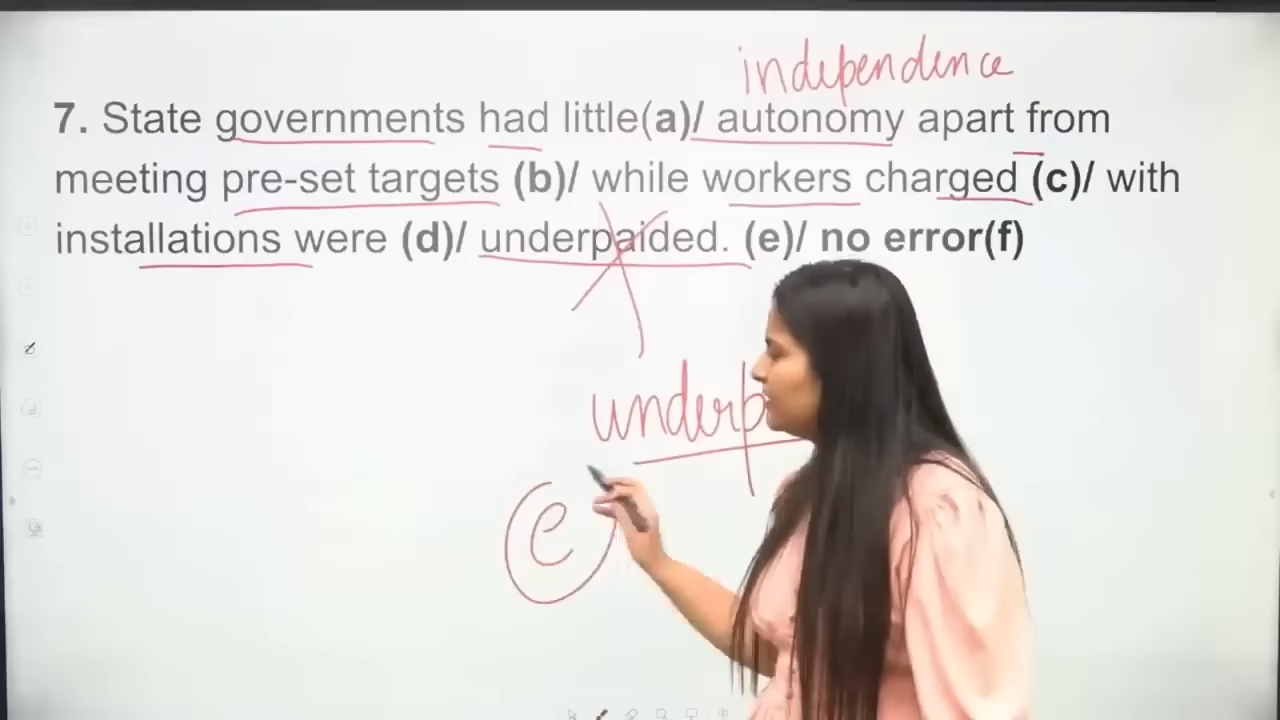 independence
7. State governments had little(a)/ autonomy apart from
meeting pre-set targets (b)/ while workers charged (c)/ with
installations were (d)/ underpaided. (e)/ no error(f)
underp
e